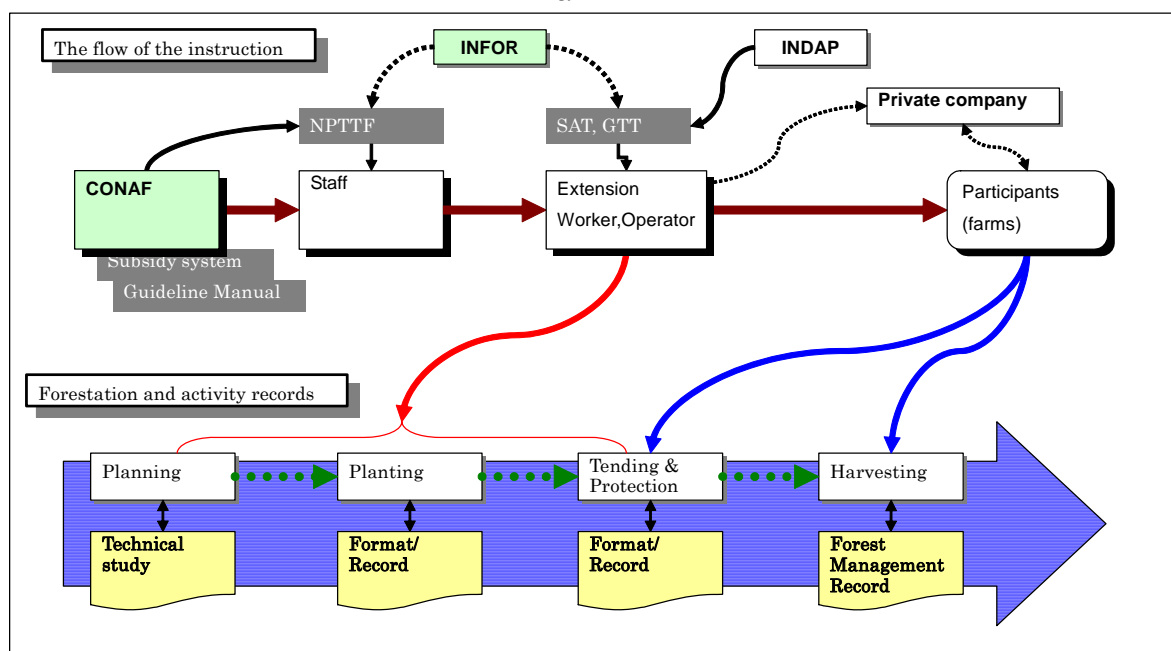 The flow of the instruction
INFOR
INDAP
NPTTF
SAT, GTT
Private company
CONAF
Staff
Extension
Worker,Operator
Participants
(farms)
Subsidy system
Guideline Manual
Forestation and activity records
Planning
Planting
Tending &
Protection
Harvesting
Technical
study
Format/
Record
Format/
Record
Forest
Management
Record